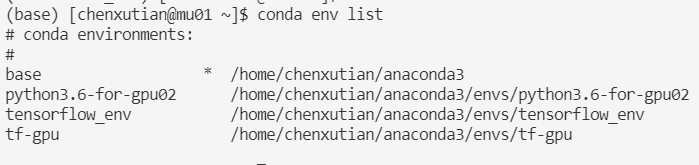 (base) [chenxutian@mu01 ~]$ conda env list
# conda environments:
#
base                  *  /home/chenxutian/anaconda3
python3.6-for-gpu02      /home/chenxutian/anaconda3/envs/python3.6-for-gpu02
tensorflow_env           /home/chenxutian/anaconda3/envs/tensorflow_env
tf-gpu                   /home/chenxutian/anaconda3/envs/tf-gpu